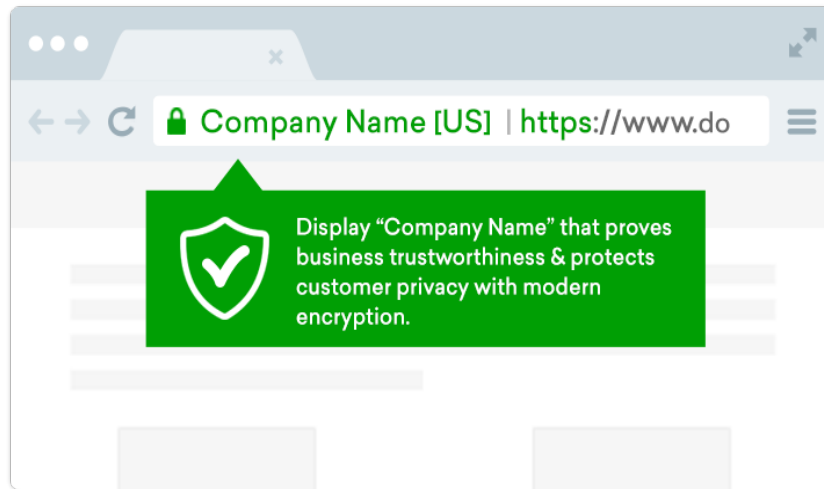 Company Name [US] | https://www.do
Display “Company Name” that proves
business trustworthiness & protects
customer privacy with modern
encryption.